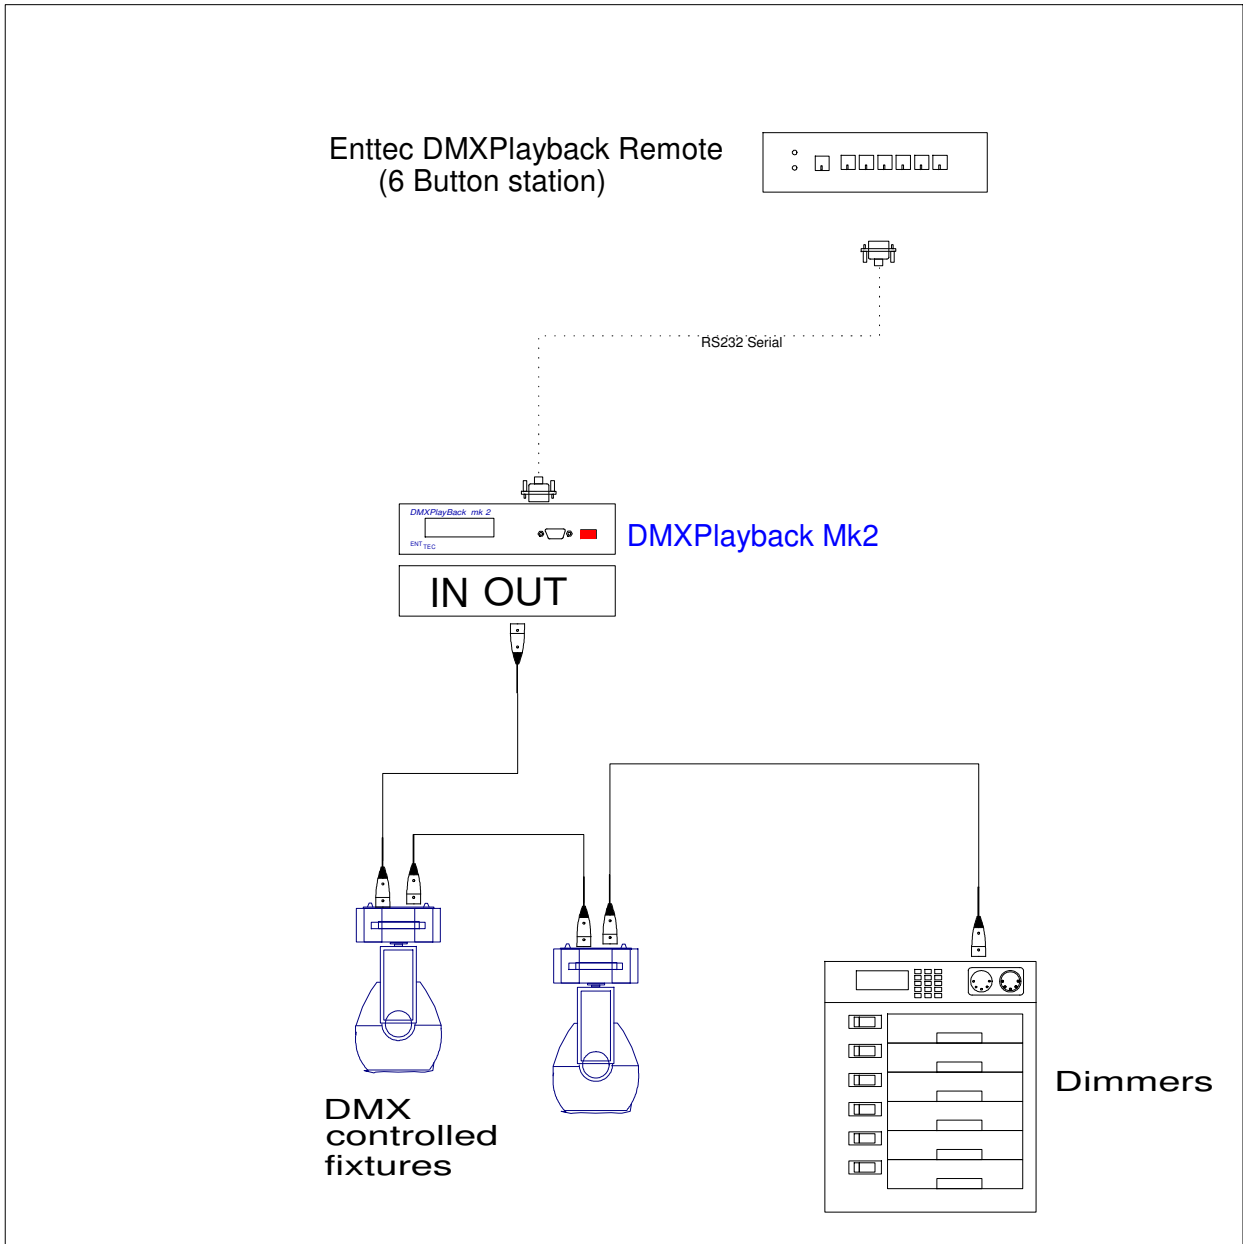 Enttec DMXPlayback Remote
(6 Button station)
RS232 Serial
DMXPlayBack mk 2
ENT TEC
DMXPlayback Mk2
IN OUT
DMX
controlled
fixtures
Dimmers